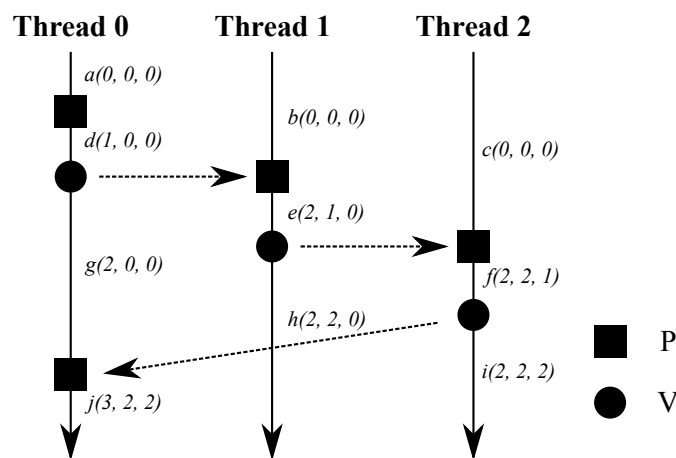 Thread 0 Thread 1 Thread 2
a(0, 0, 0)
b(0, 0, 0)
d(1, 0, 0)
c(0, 0, 0)
e(2, 1, 0)
g(2, 0, 0)
f(2, 2, 1)
h(2, 2, 0)
P
i(2, 2, 2)
j(3, 2, 2)
V